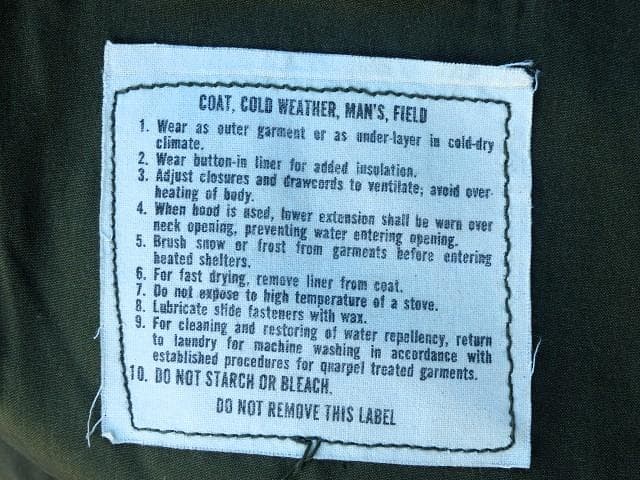 COAT, COLD WEATHER, MAN'S, FIELD
1. Wear as outer garment or as under-layer in cold-dry
climate.
2. Wear button-in liner for added insulation.
3. Adjust closures and drawcords to ventilate; avoid over-
heating of body.
4. When hood is used, lower extension shall be worn over
neck opening, preventing water entering opening.
5. Brush snow or frost from garments before entering
heated shelters.
6. For fast drying, remove liner from coat.
7. Do not expose to high temperature of a stove.
8. Lubricate slide fasteners with wax.
9. For cleaning and restoring of water repellency, return
to laundry for machine washing in accordance with
established procedures for quarpel treated garments.
10. DO NOT STARCH OR BLEACH.
DO NOT REMOVE THIS LABEL